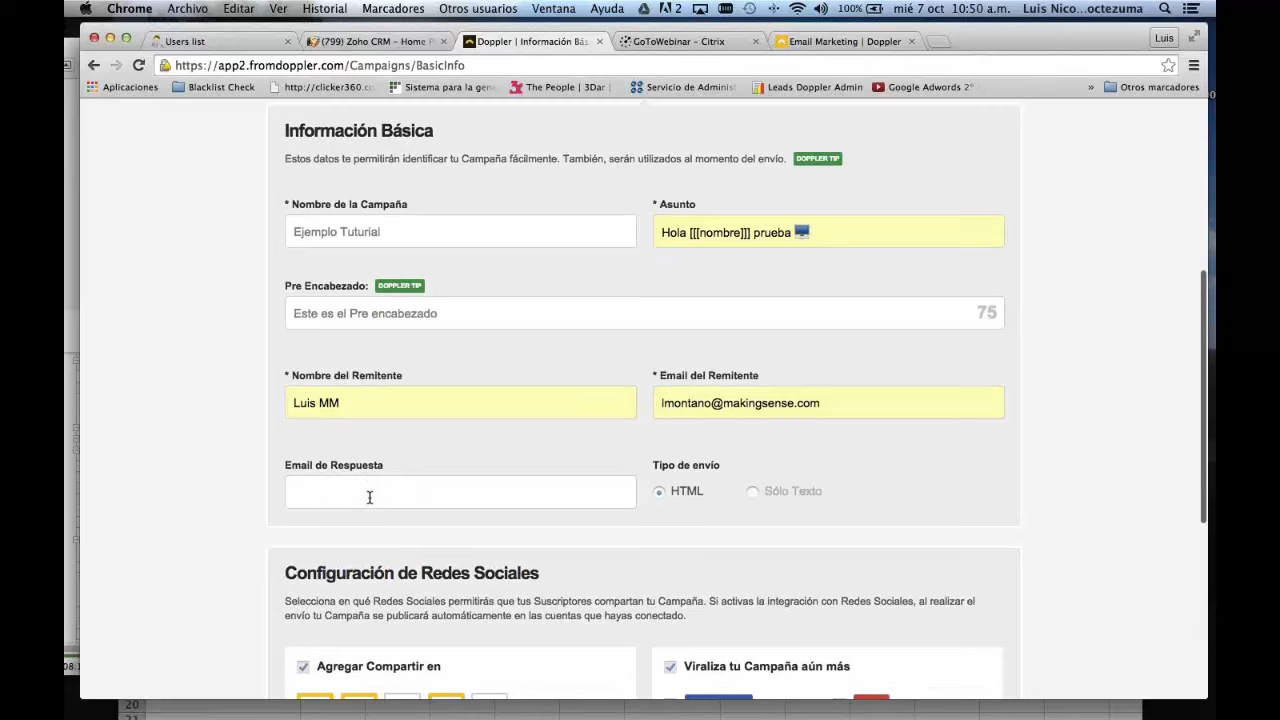 Chrome Archivo Editar Ver Historial Marcadores Otros usuarios Ventana Ayuda 2 100% mié 7 oct 10:50 a.m. Luis Nico...octezuma
Users list (799) Zoho CRM - Home P Doppler | Información Bás GoToWebinar - Citrix Email Marketing | Doppler Luis
https://app2.fromdoppler.com/Campaigns/BasicInfo
Aplicaciones Blacklist Check http://clicker360.co Sistema para la gene The People | 3Dar Servicio de Administ Leads Doppler Admin Google Adwords 2º » Otros marcadores
Información Básica
Estos datos te permitirán identificar tu Campaña fácilmente. También, serán utilizados al momento del envío. DOPPLER TIP
* Nombre de la Campaña * Asunto
Ejemplo Tuturial Hola [[[nombre]]] prueba
Pre Encabezado: DOPPLER TIP
Este es el Pre encabezado 75
* Nombre del Remitente * Email del Remitente
Luis MM lmontano@makingsense.com
Email de Respuesta Tipo de envío
HTML Sólo Texto
Configuración de Redes Sociales
Selecciona en qué Redes Sociales permitirás que tus Suscriptores compartan tu Campaña. Si activas la integración con Redes Sociales, al realizar el
envío tu Campaña se publicará automáticamente en las cuentas que hayas conectado.
Agregar Compartir en Viraliza tu Campaña aún más
20